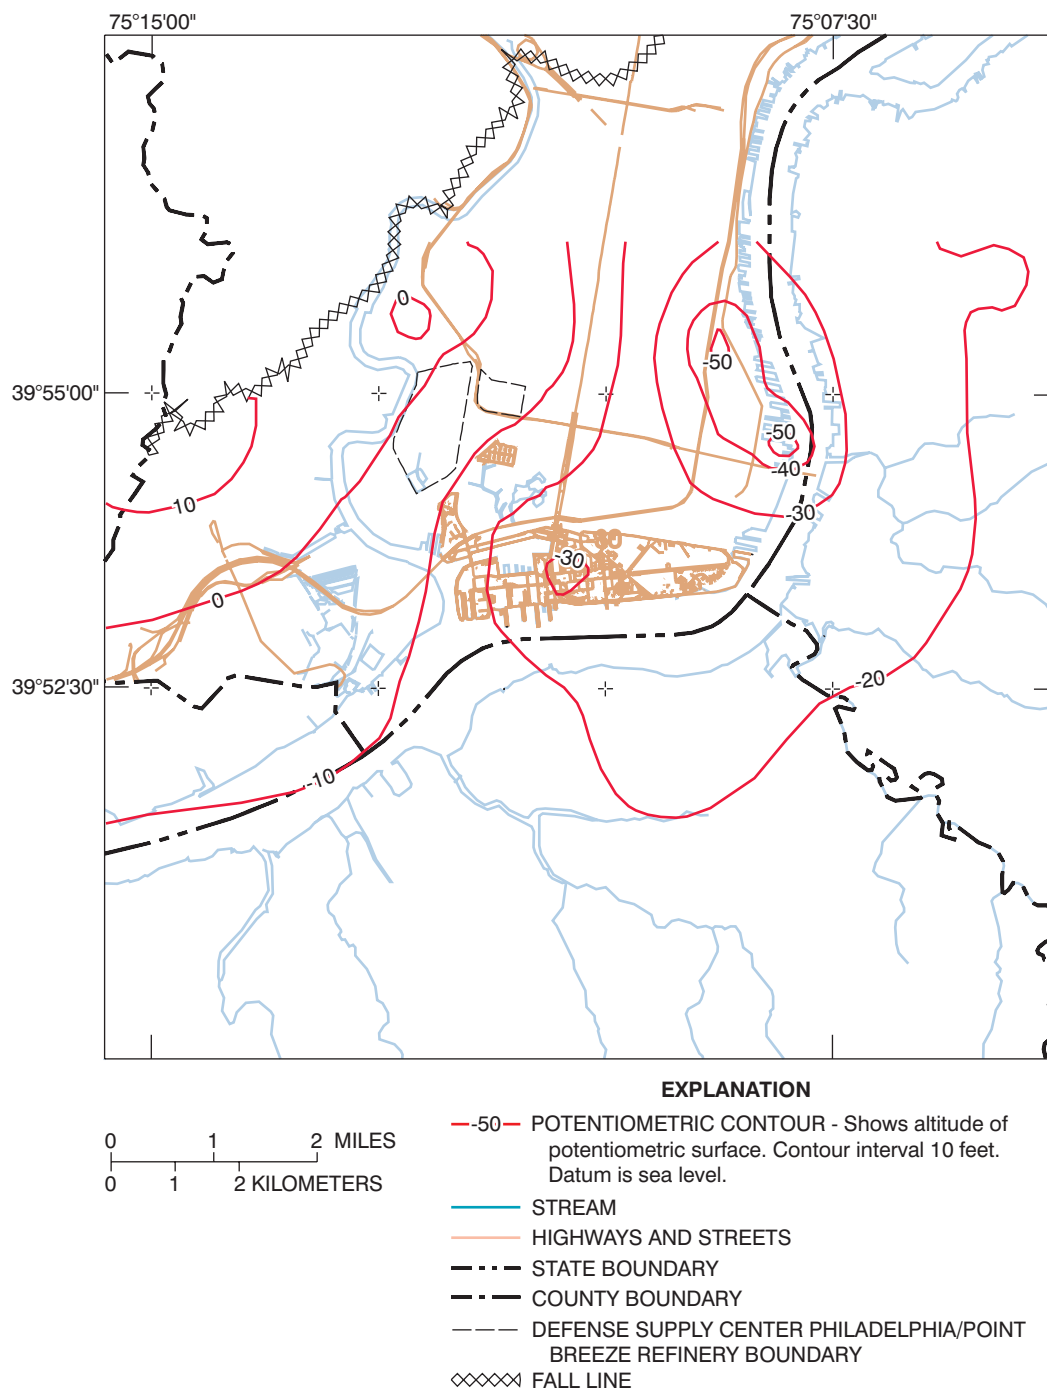 75°15'00"
75°07'30"
0
-50
39°55'00"
-50
-40
10
-30
-30
0
39°52'30"
-20
-10
EXPLANATION
-50 POTENTIOMETRIC CONTOUR - Shows altitude of
potentiometric surface. Contour interval 10 feet.
Datum is sea level.
0 1 2 MILES
0 1 2 KILOMETERS
STREAM
HIGHWAYS AND STREETS
STATE BOUNDARY
COUNTY BOUNDARY
DEFENSE SUPPLY CENTER PHILADELPHIA/POINT
BREEZE REFINERY BOUNDARY
FALL LINE